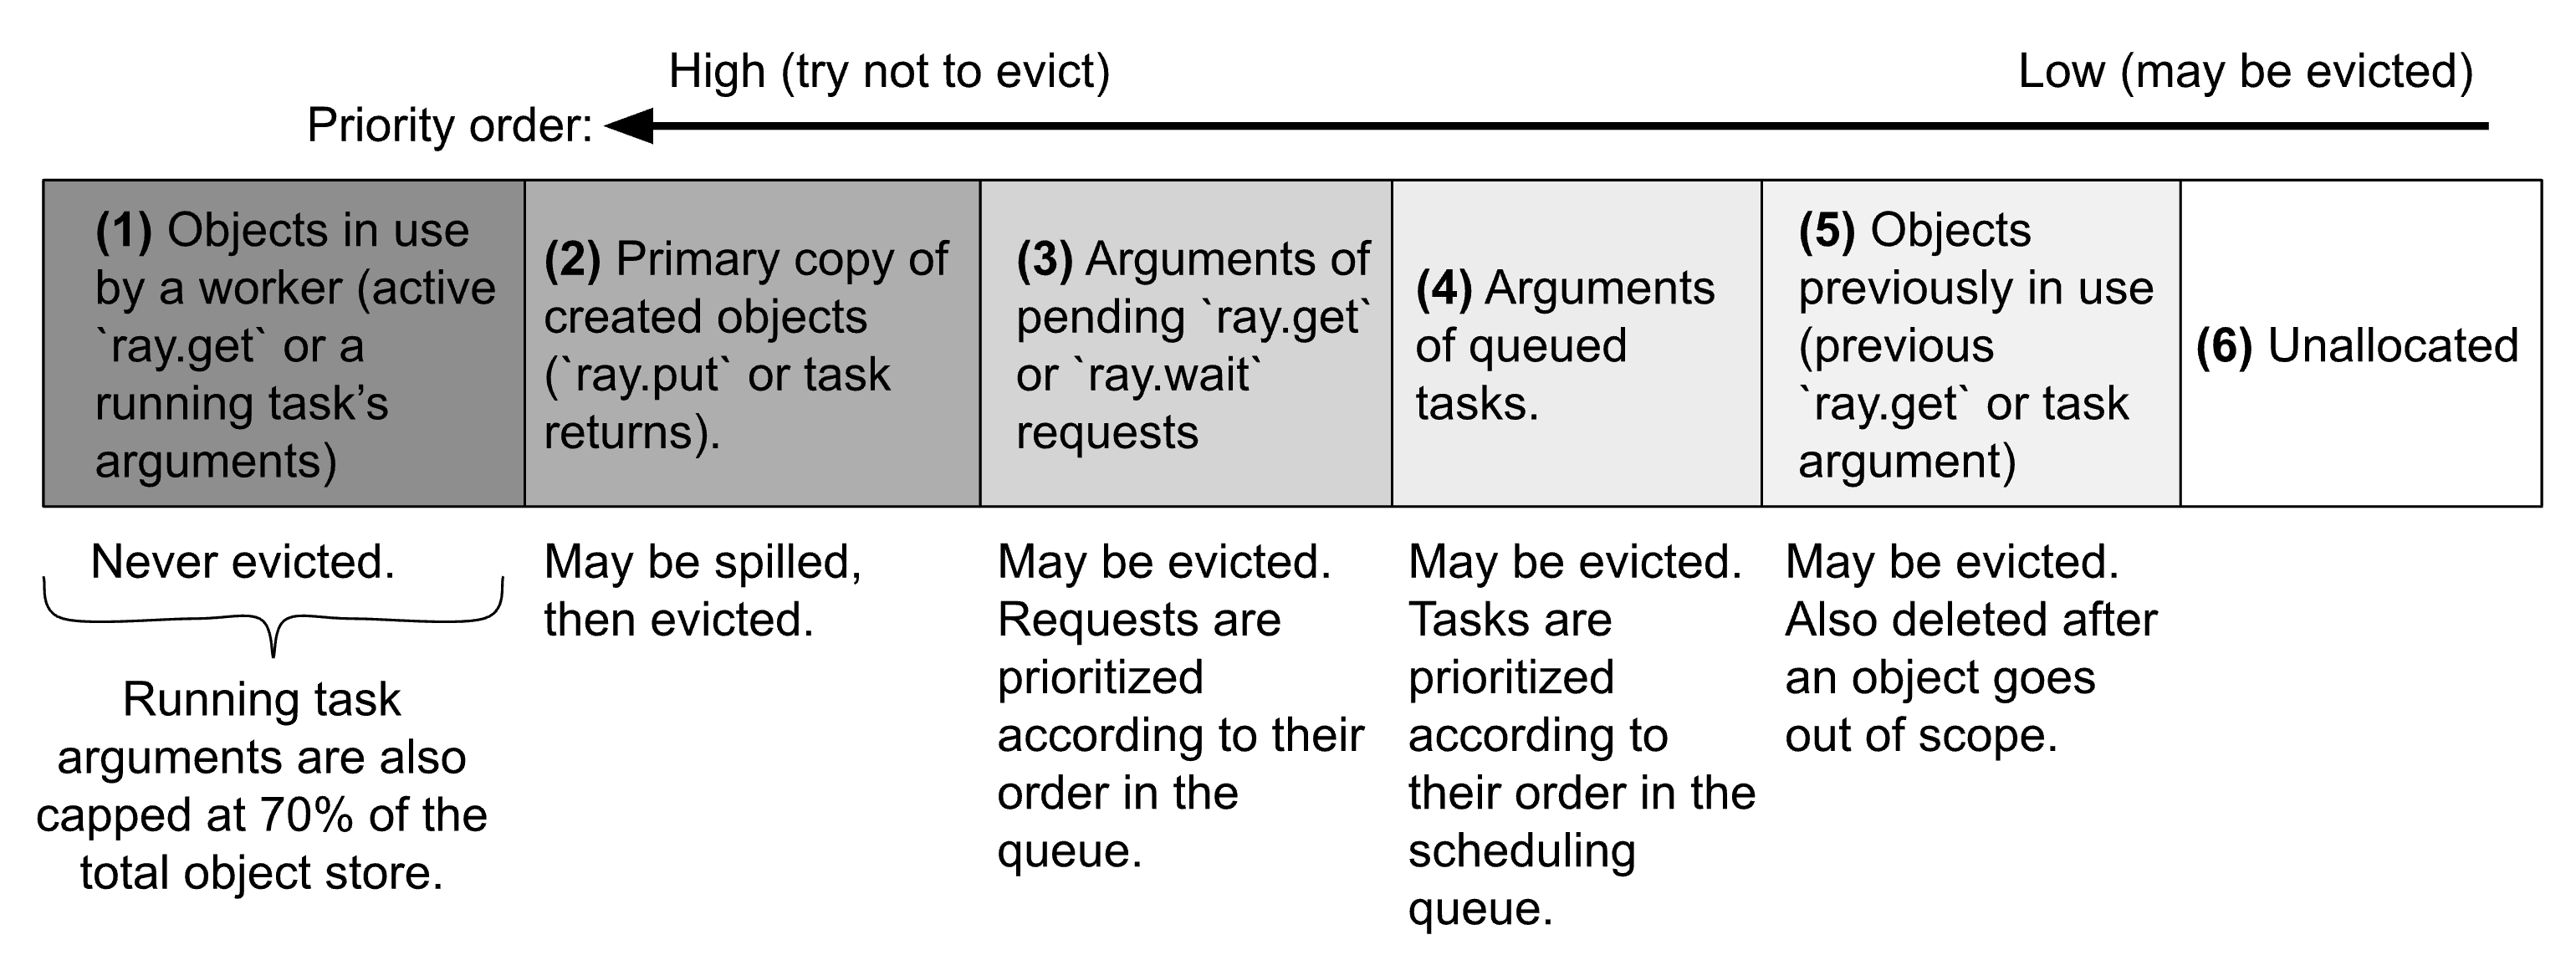 High (try not to evict)
Low (may be evicted)
Priority order:
(1) Objects in use
by a worker (active
`ray.get` or a
running task’s
arguments)
(2) Primary copy of
created objects
(`ray.put` or task
returns).
(3) Arguments of
pending `ray.get`
or `ray.wait`
requests
(4) Arguments
of queued
tasks.
(5) Objects
previously in use
(previous
`ray.get` or task
argument)
(6) Unallocated
Never evicted.
Running task
arguments are also
capped at 70% of the
total object store.
May be spilled,
then evicted.
May be evicted.
Requests are
prioritized
according to their
order in the
queue.
May be evicted.
Tasks are
prioritized
according to
their order in the
scheduling
queue.
May be evicted.
Also deleted after
an object goes
out of scope.